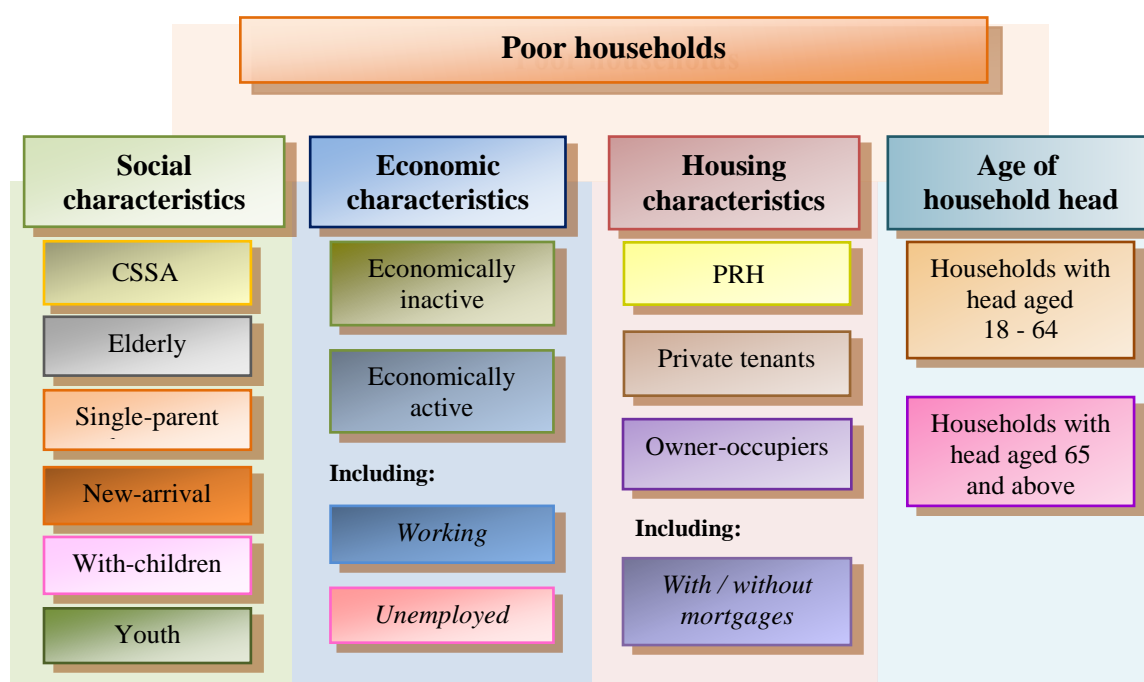 Poor households
Social
characteristics
CSSA
Elderly
Single-parent
New-arrival
With-children
Youth
Economic
characteristics
Economically
inactive
Economically
active
Including:
Working
Unemployed
Housing
characteristics
PRH
Private tenants
Owner-occupiers
Including:
With / without
mortgages
Age of
household head
Households with
head aged
18 - 64
Households with
head aged 65
and above